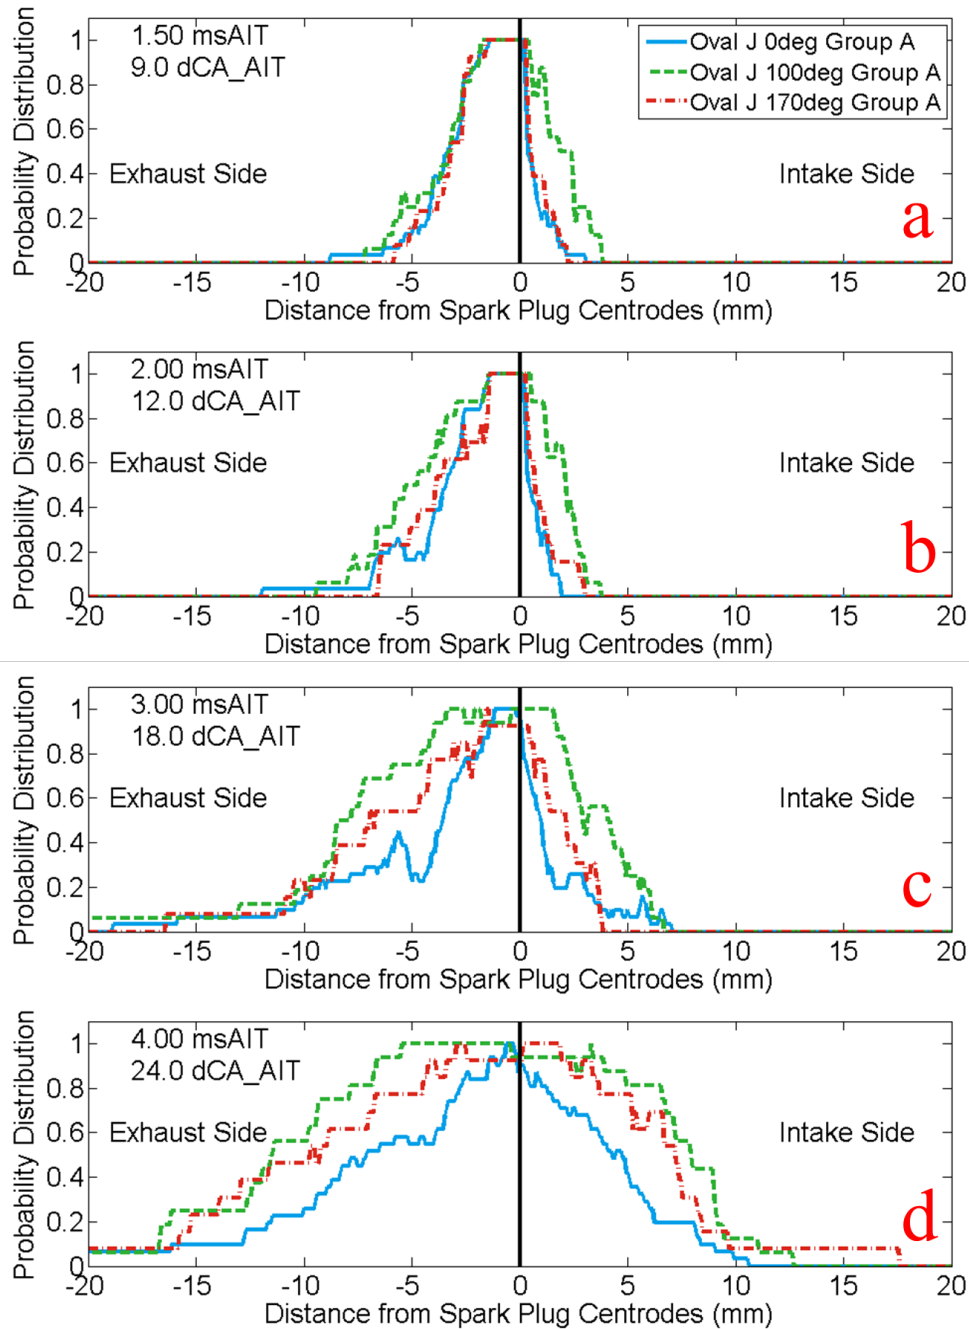 1.50 msAIT
9.0 dCA_AIT
Oval J 0deg Group A
Oval J 100deg Group A
Oval J 170deg Group A
Exhaust Side
Intake Side
a
Probability Distribution
1
0.8
0.6
0.4
0.2
0
-20 -15 -10 -5 0 5 10 15 20
Distance from Spark Plug Centrodes (mm)
2.00 msAIT
12.0 dCA_AIT
Exhaust Side
Intake Side
b
Probability Distribution
1
0.8
0.6
0.4
0.2
0
-20 -15 -10 -5 0 5 10 15 20
Distance from Spark Plug Centrodes (mm)
3.00 msAIT
18.0 dCA_AIT
Exhaust Side
Intake Side
c
Probability Distribution
1
0.8
0.6
0.4
0.2
0
-20 -15 -10 -5 0 5 10 15 20
Distance from Spark Plug Centrodes (mm)
4.00 msAIT
24.0 dCA_AIT
Exhaust Side
Intake Side
d
Probability Distribution
1
0.8
0.6
0.4
0.2
0
-20 -15 -10 -5 0 5 10 15 20
Distance from Spark Plug Centrodes (mm)